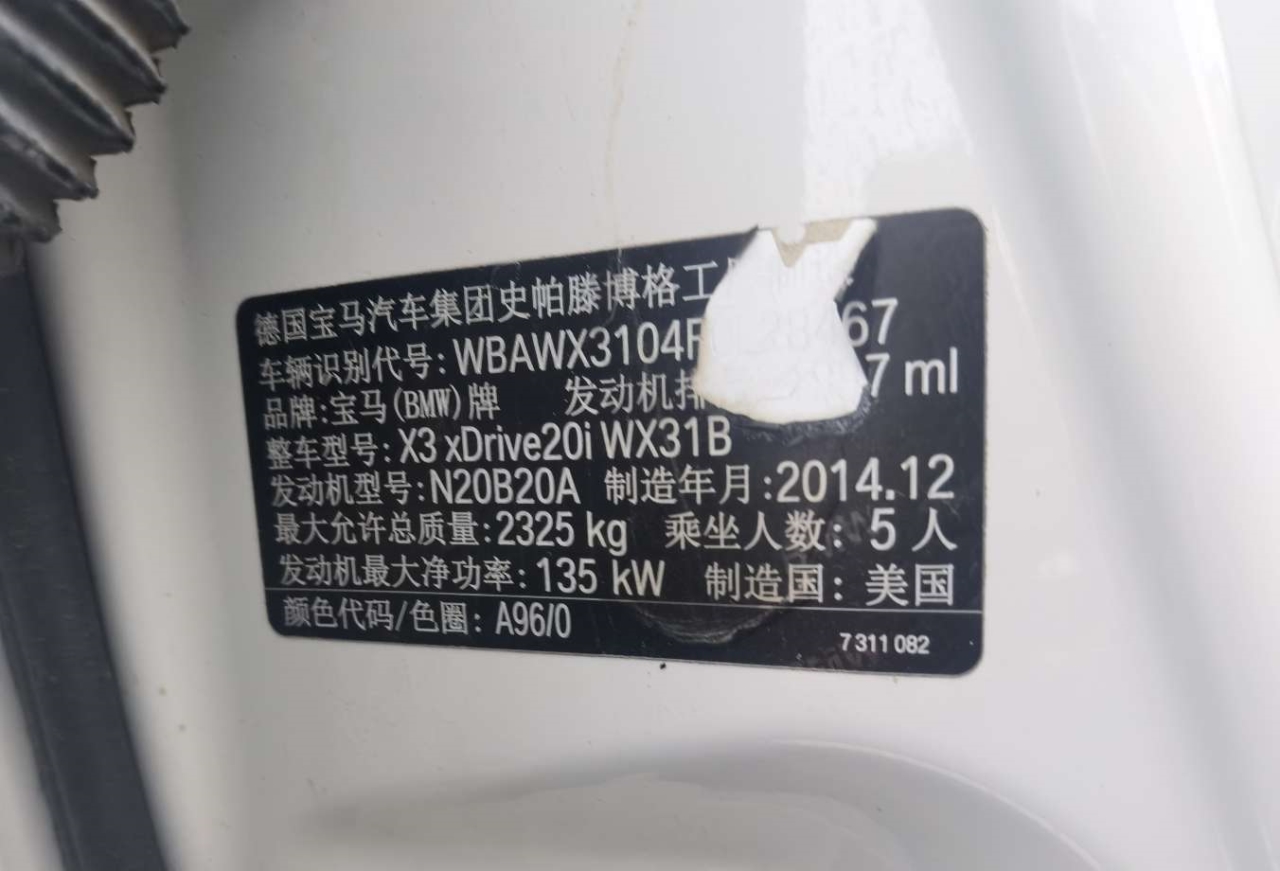 德国宝马汽车集团史帕滕博格工
车辆识别代号: WBAWX3104F 467
品牌:宝马(BMW)牌 发动机排 7 ml
整车型号: X3 xDrive20i WX31B
发动机型号:N20B20A 制造年月:2014.12
最大允许总质量:2325 kg 乘坐人数: 5 人
发动机最大净功率:135 kW 制造国: 美国
颜色代码/色圈: A96/0
7 311 082